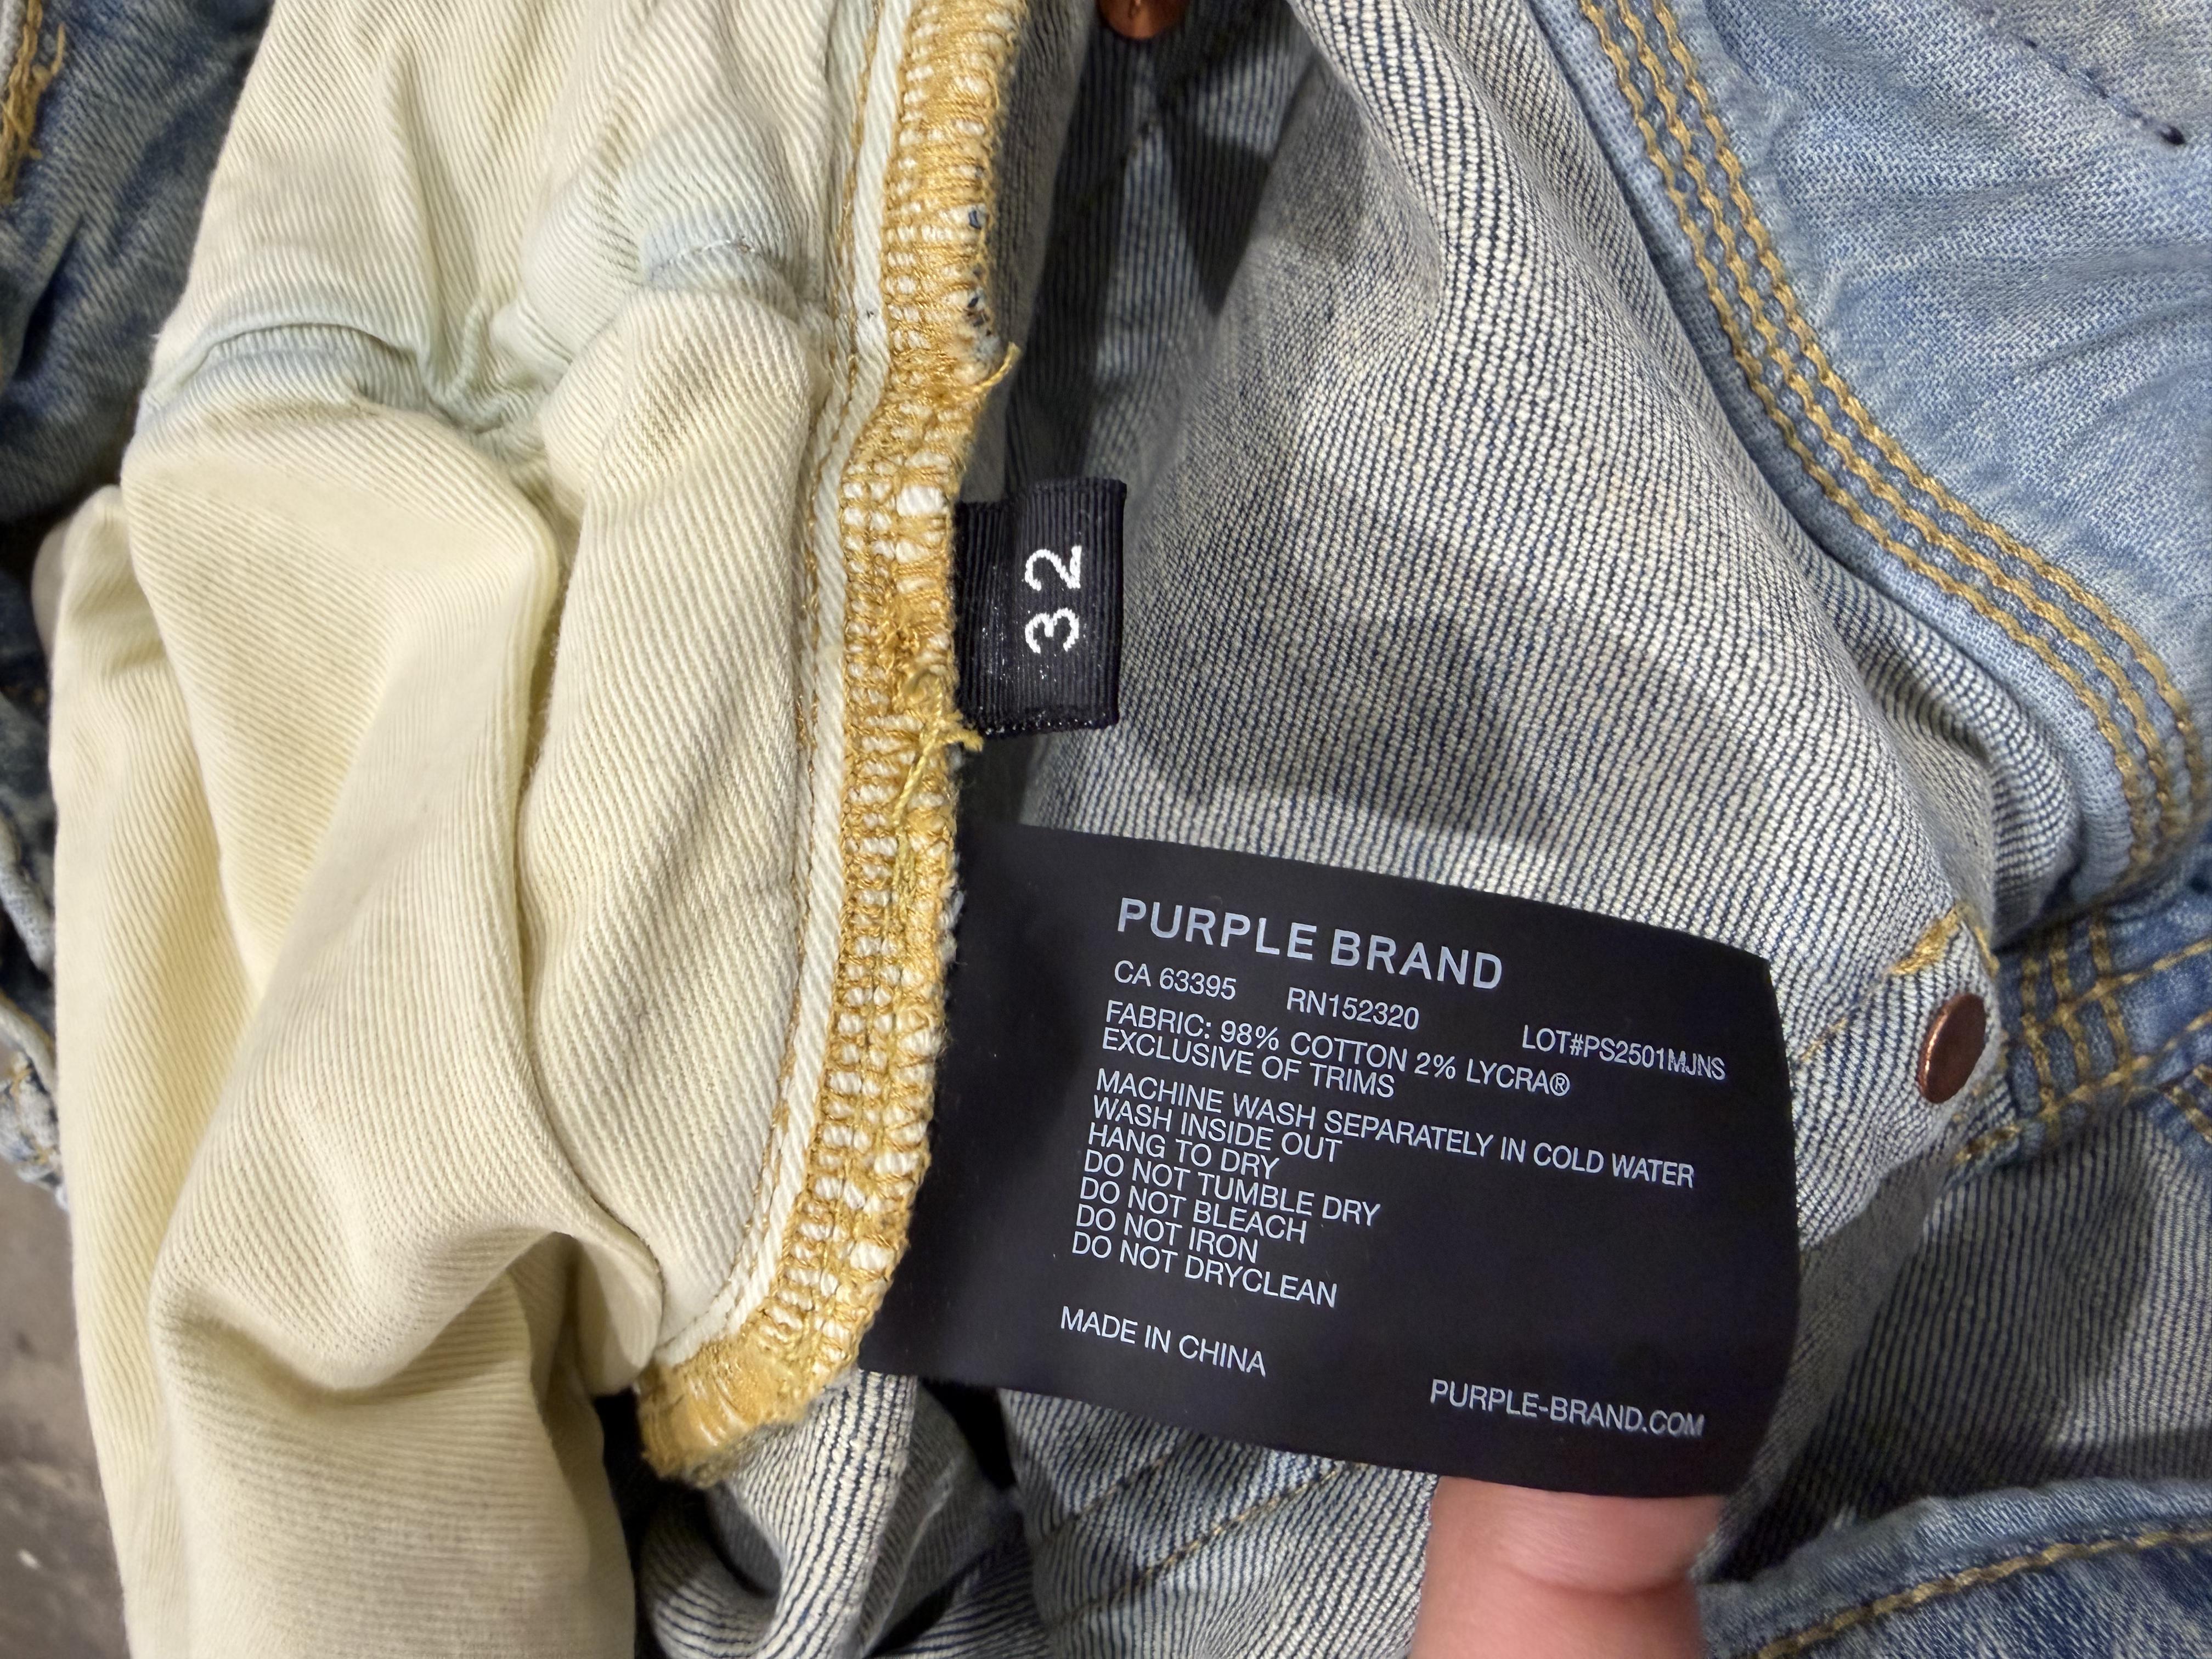 32
PURPLE BRAND
CA 63395 RN152320 LOT#PS2501MJNS
FABRIC: 98% COTTON 2% LYCRA®
EXCLUSIVE OF TRIMS
MACHINE WASH SEPARATELY IN COLD WATER
WASH INSIDE OUT
HANG TO DRY
DO NOT TUMBLE DRY
DO NOT BLEACH
DO NOT IRON
DO NOT DRYCLEAN
MADE IN CHINA
PURPLE-BRAND.COM